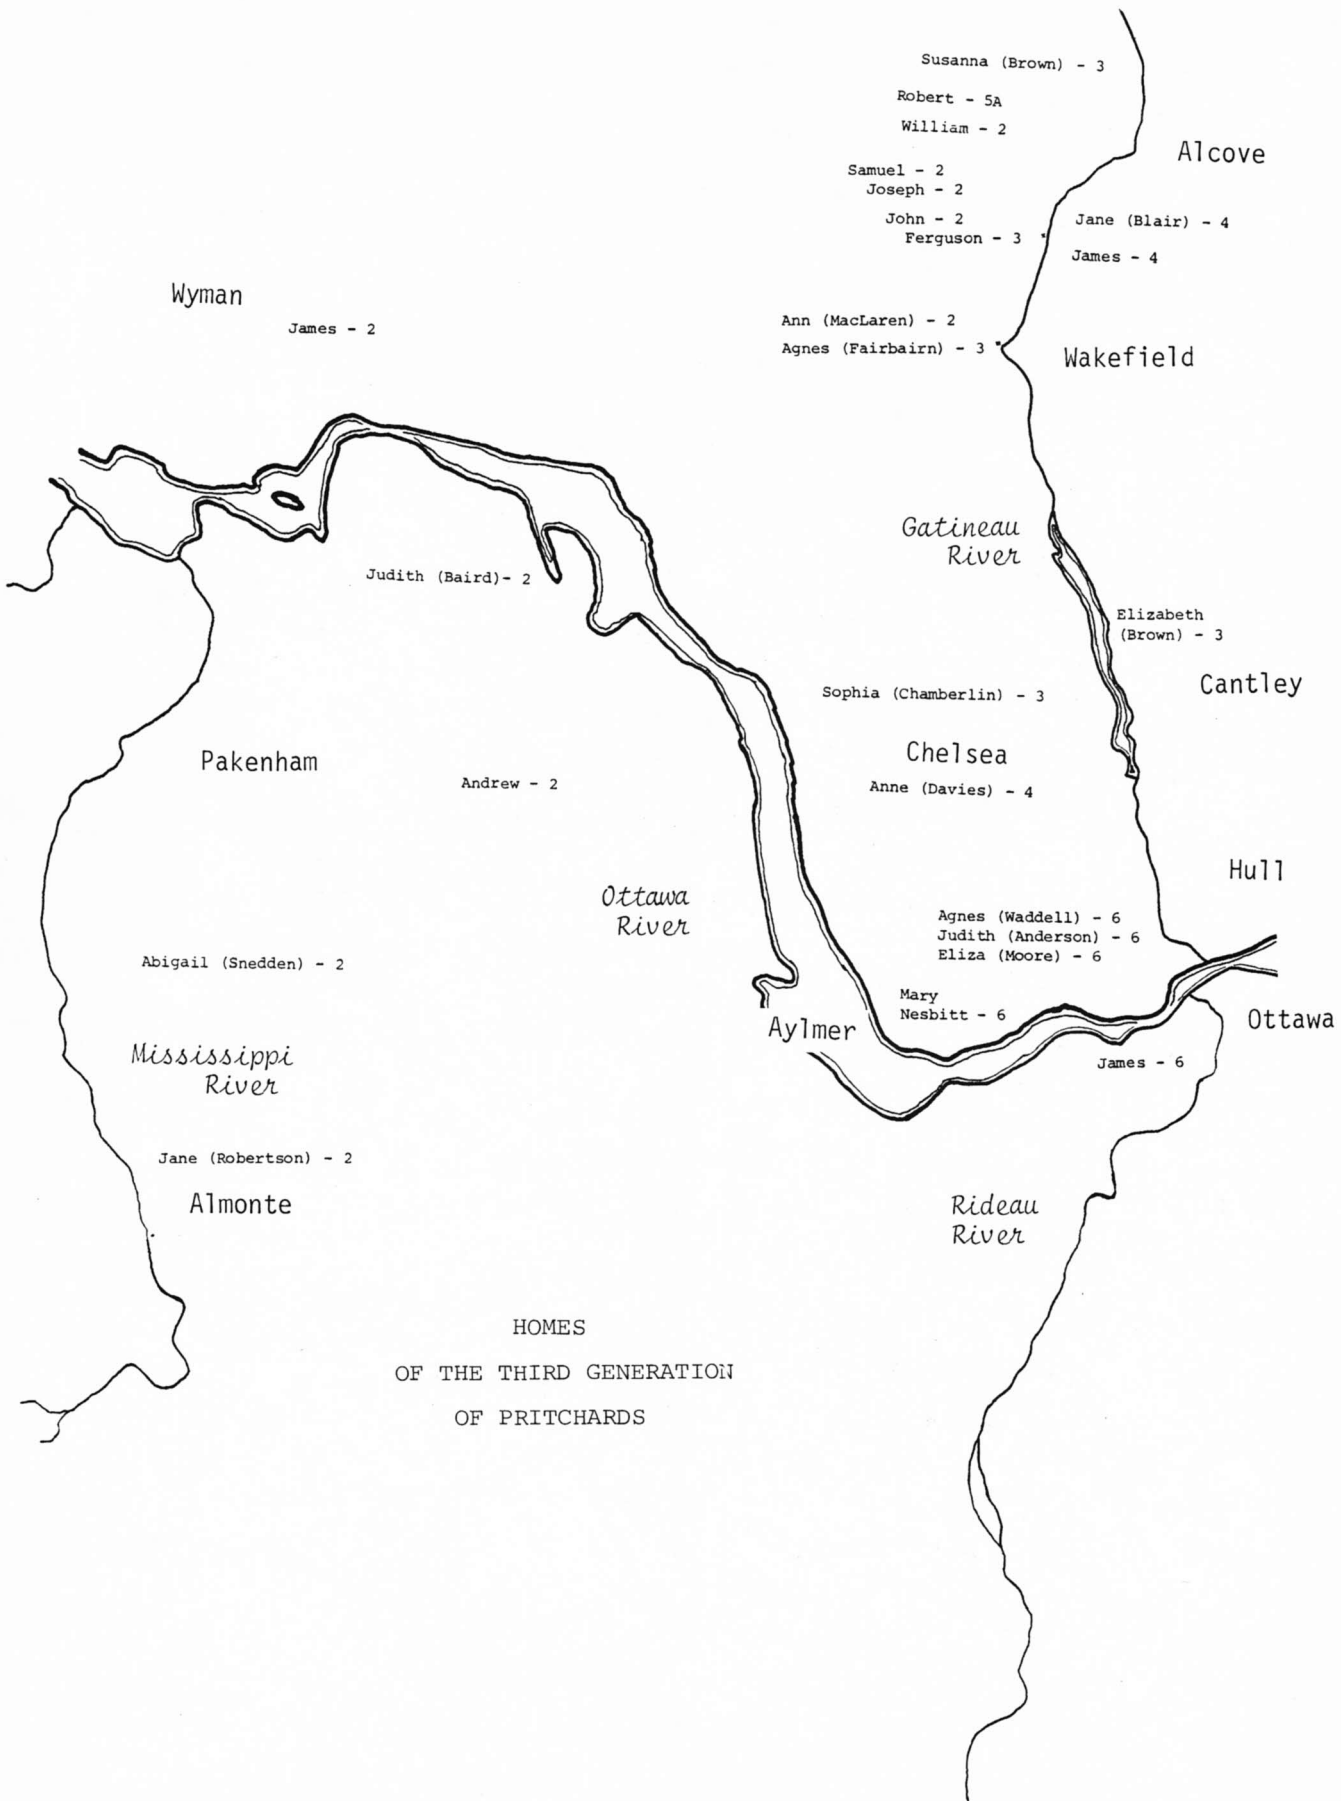 Susanna (Brown) - 3
Robert - 5A
William - 2
Alcove
Samuel - 2
Joseph - 2
John - 2
Ferguson - 3
Jane (Blair) - 4
James - 4
Wyman
James - 2
Ann (MacLaren) - 2
Agnes (Fairbairn) - 3
Wakefield
Gatineau
River
Judith (Baird)- 2
Elizabeth
(Brown) - 3
Cantley
Sophia (Chamberlin) - 3
Chelsea
Anne (Davies) - 4
Pakenham
Andrew - 2
Hull
Ottawa
River
Agnes (Waddell) - 6
Judith (Anderson) - 6
Eliza (Moore) - 6
Abigail (Snedden) - 2
Mary
Nesbitt - 6
Aylmer
Ottawa
Mississippi
River
James - 6
Jane (Robertson) - 2
Almonte
Rideau
River
HOMES
OF THE THIRD GENERATION
OF PRITCHARDS